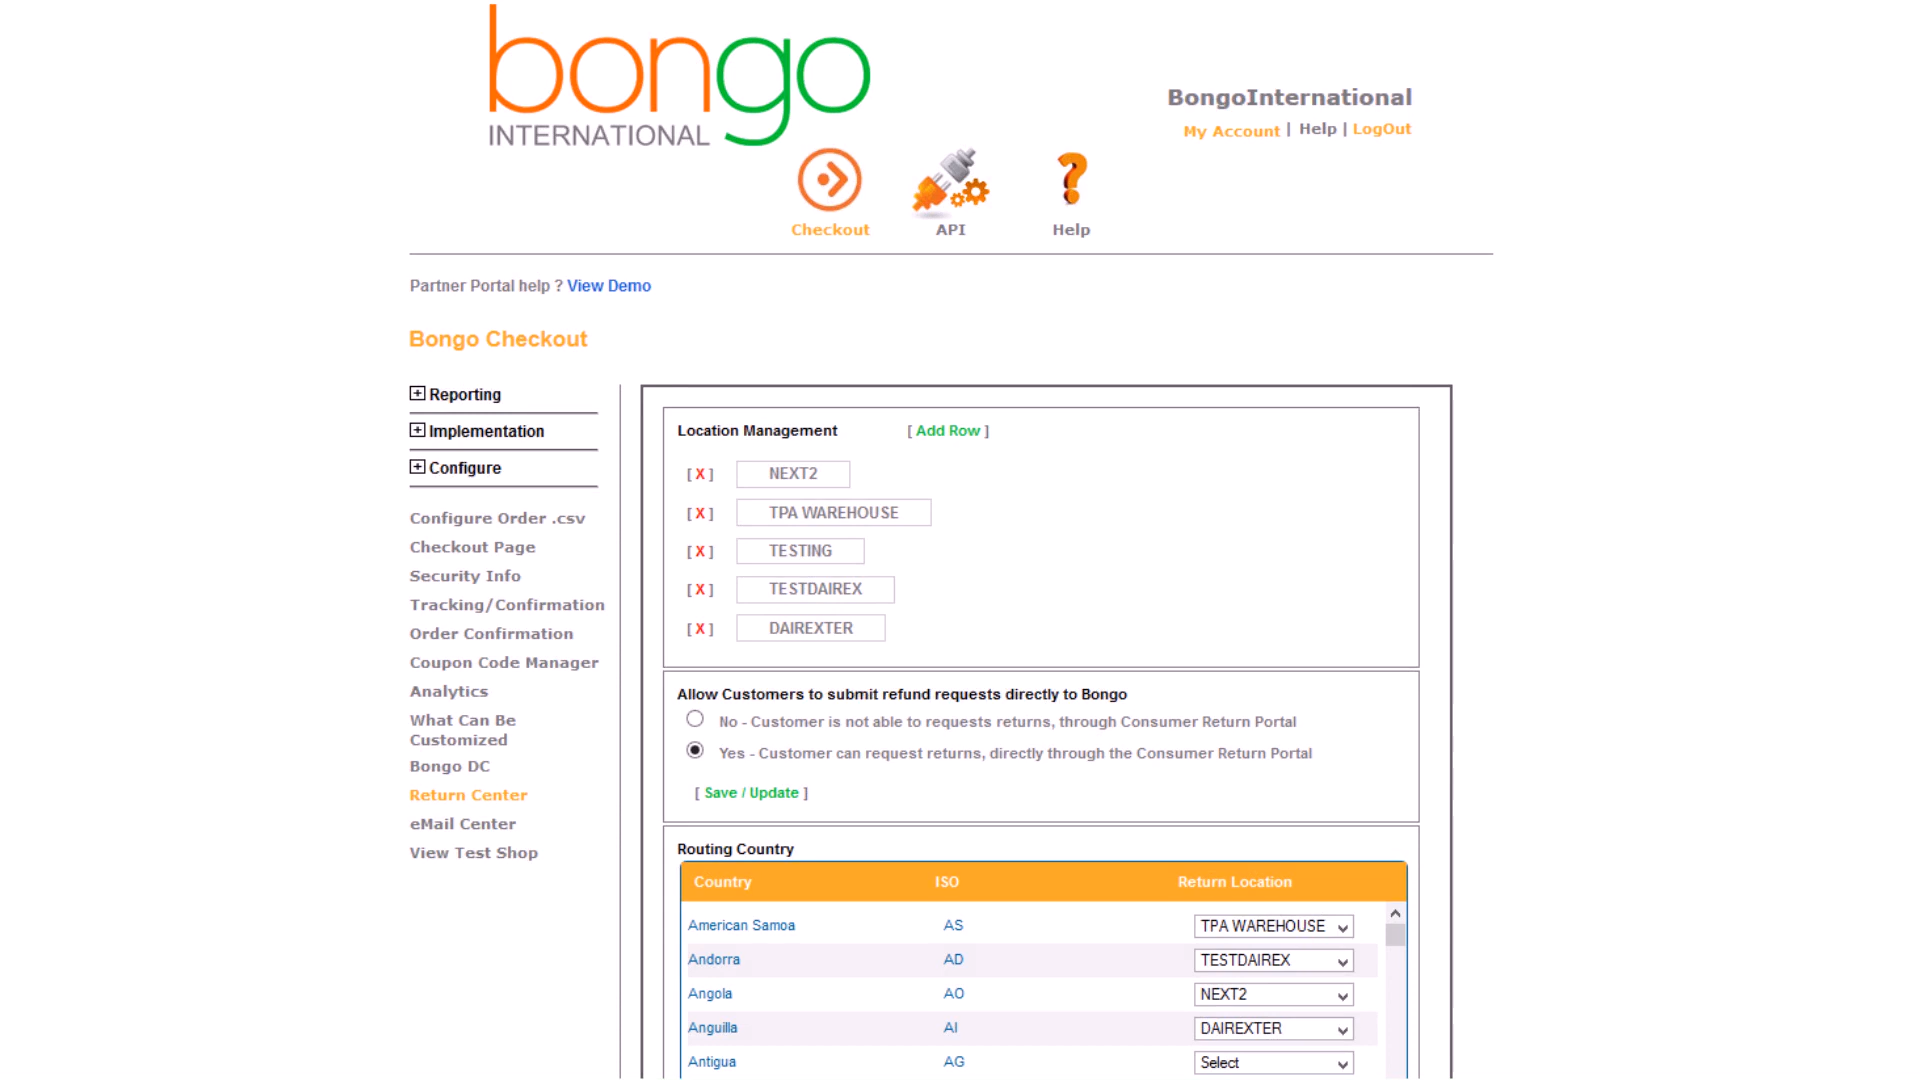 bongo
INTERNATIONAL
BongoInternational
My Account | Help | LogOut
Checkout API Help
Partner Portal help ? View Demo
Bongo Checkout
+ Reporting
+ Implementation
+ Configure
Configure Order .csv
Checkout Page
Security Info
Tracking/Confirmation
Order Confirmation
Coupon Code Manager
Analytics
What Can Be
Customized
Bongo DC
Return Center
eMail Center
View Test Shop
Location Management [ Add Row ]
[ X ] NEXT2
[ X ] TPA WAREHOUSE
[ X ] TESTING
[ X ] TESTDAIREX
[ X ] DAIREXTER
Allow Customers to submit refund requests directly to Bongo
No - Customer is not able to requests returns, through Consumer Return Portal
Yes - Customer can request returns, directly through the Consumer Return Portal
[ Save / Update ]
Routing Country
Country ISO Return Location
American Samoa AS TPA WAREHOUSE
Andorra AD TESTDAIREX
Angola AO NEXT2
Anguilla AI DAIREXTER
Antigua AG Select